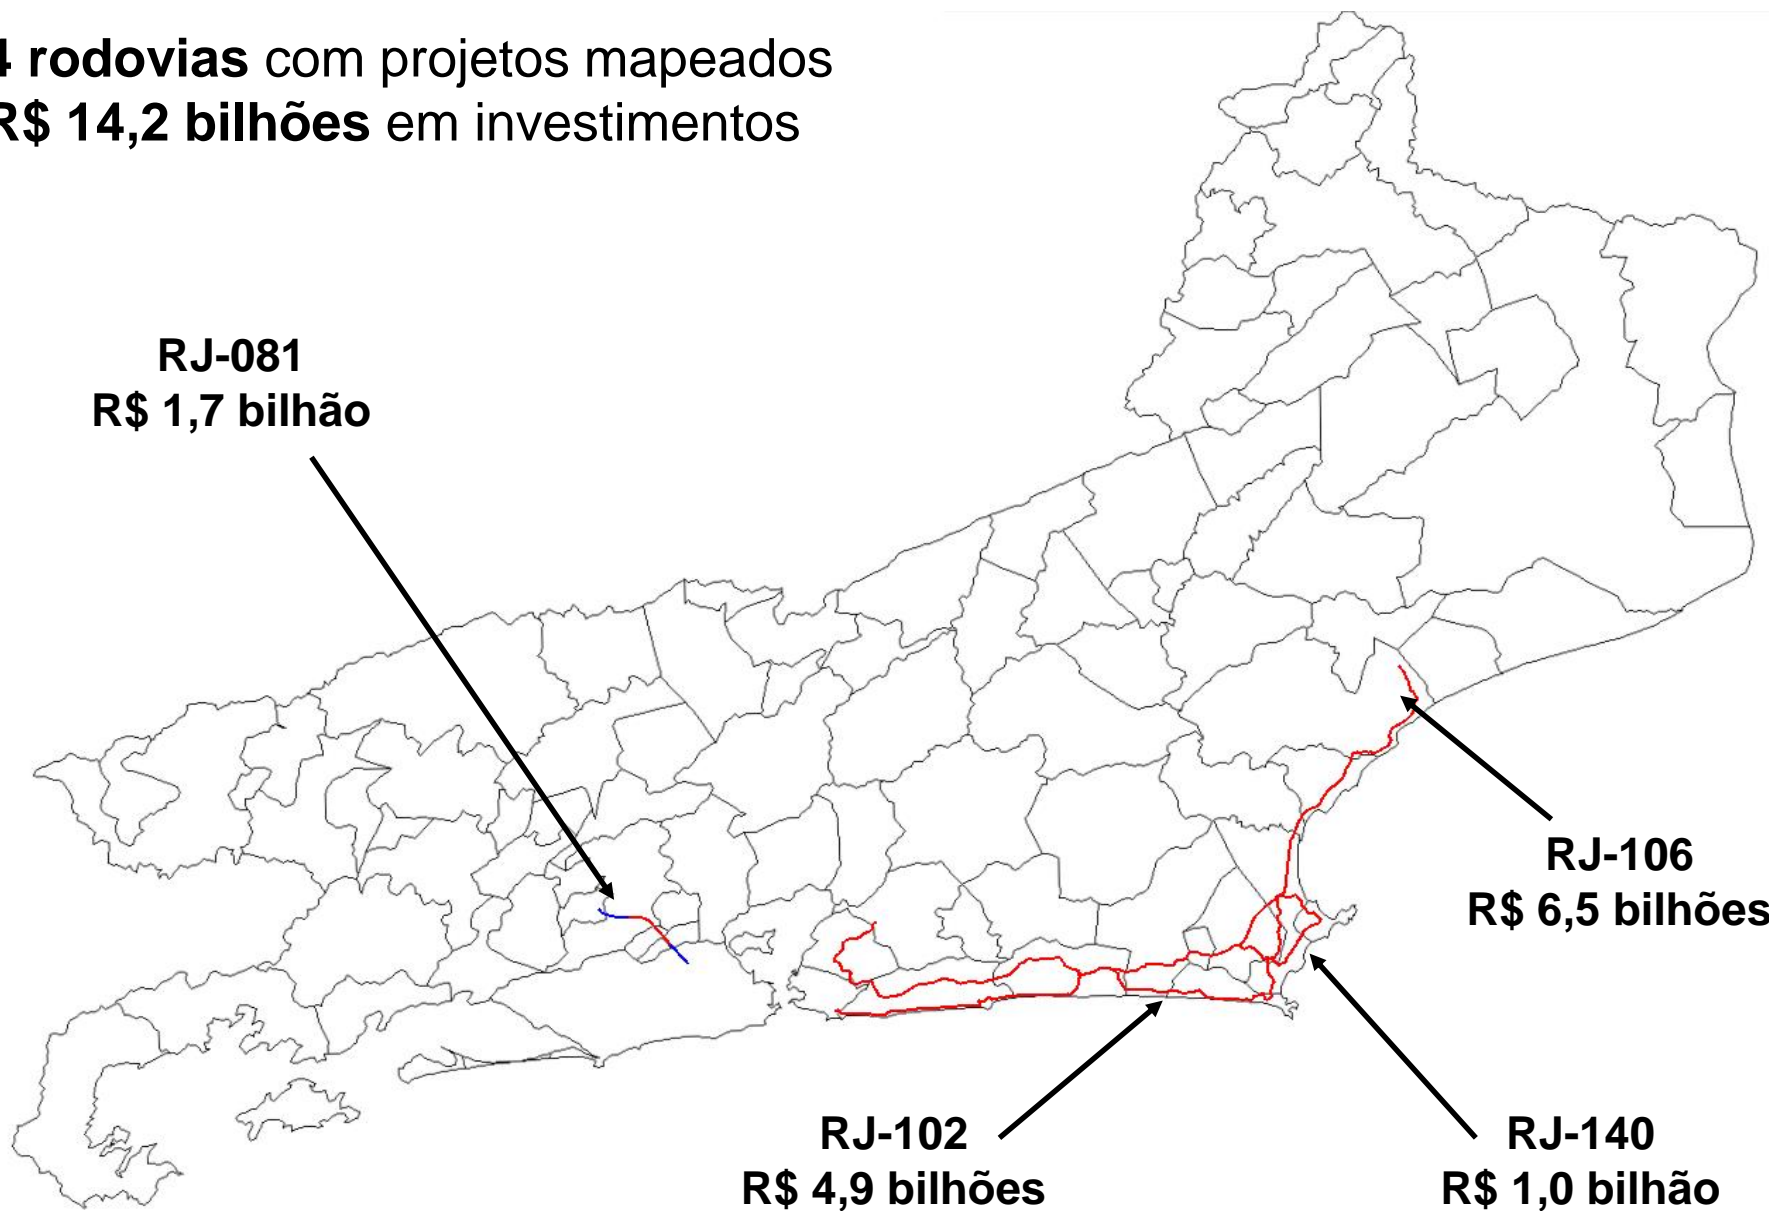 4 rodovias com projetos mapeados
R$ 14,2 bilhões em investimentos
RJ-081
R$ 1,7 bilhão
RJ-106
R$ 6,5 bilhões
RJ-102
R$ 4,9 bilhões
RJ-140
R$ 1,0 bilhão